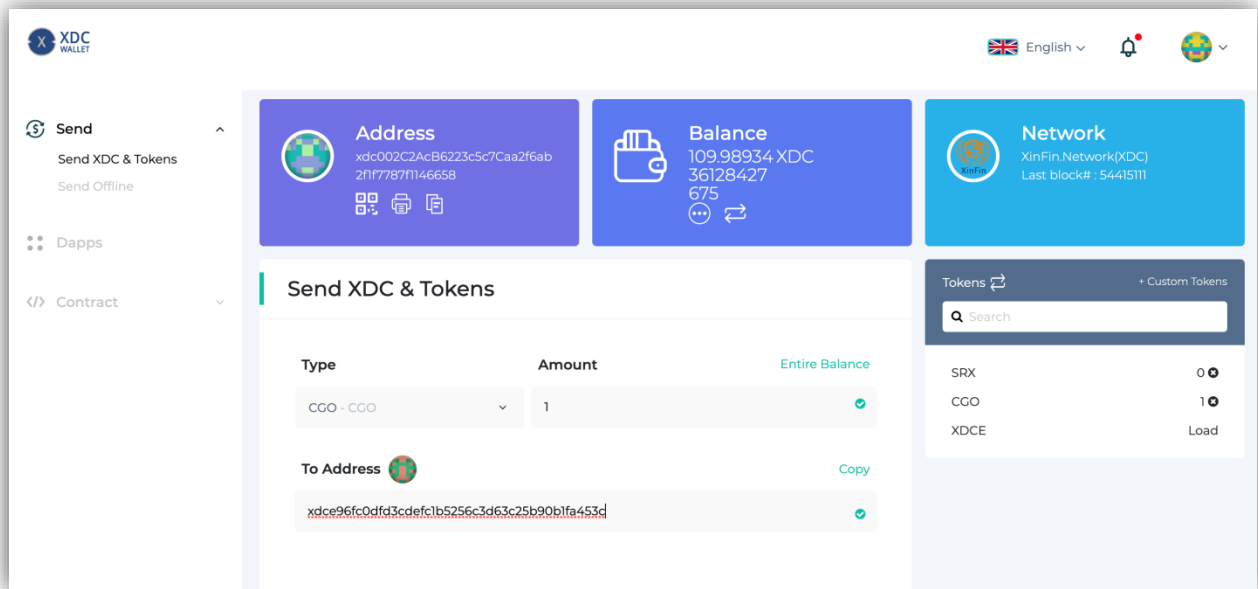 XDC
WALLET
English
Send
Send XDC & Tokens
Send Offline
Dapps
Contract
Address
xdc002C2AcB6223c5c7Caa2f6ab
2f1f7787f1146658
Balance
109.98934 XDC
36128427
675
Network
XinFin.Network(XDC)
Last block# : 54415111
XinFin
Send XDC & Tokens
Type
Amount
Entire Balance
CGO - CGO
1
To Address
Copy
xdce96fc0dfd3cdefc1b5256c3d63c25b90b1fa453c
Tokens
+ Custom Tokens
Search
SRX 0
CGO 1
XDCE Load